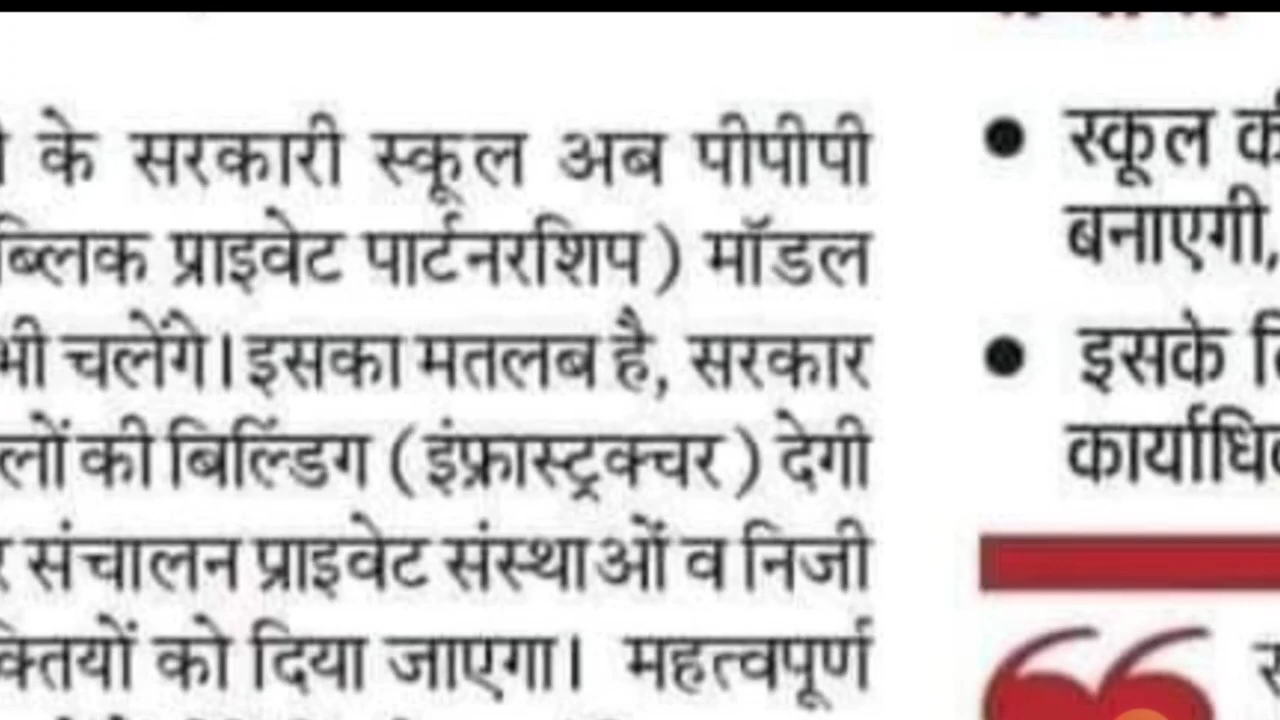 के सरकारी स्कूल अब पीपीपी
प्राइवेट पार्टनरशिप) मॉडल
भी चलेंगे। इसका मतलब है, सरकार
की बिल्डिंग (इंफ्रास्ट्रक्चर) देगी
संचालन प्राइवेट संस्थाओं व निजी
को दिया जाएगा। महत्वपूर्ण
• स्कूल
बनाएगी,
• इसके